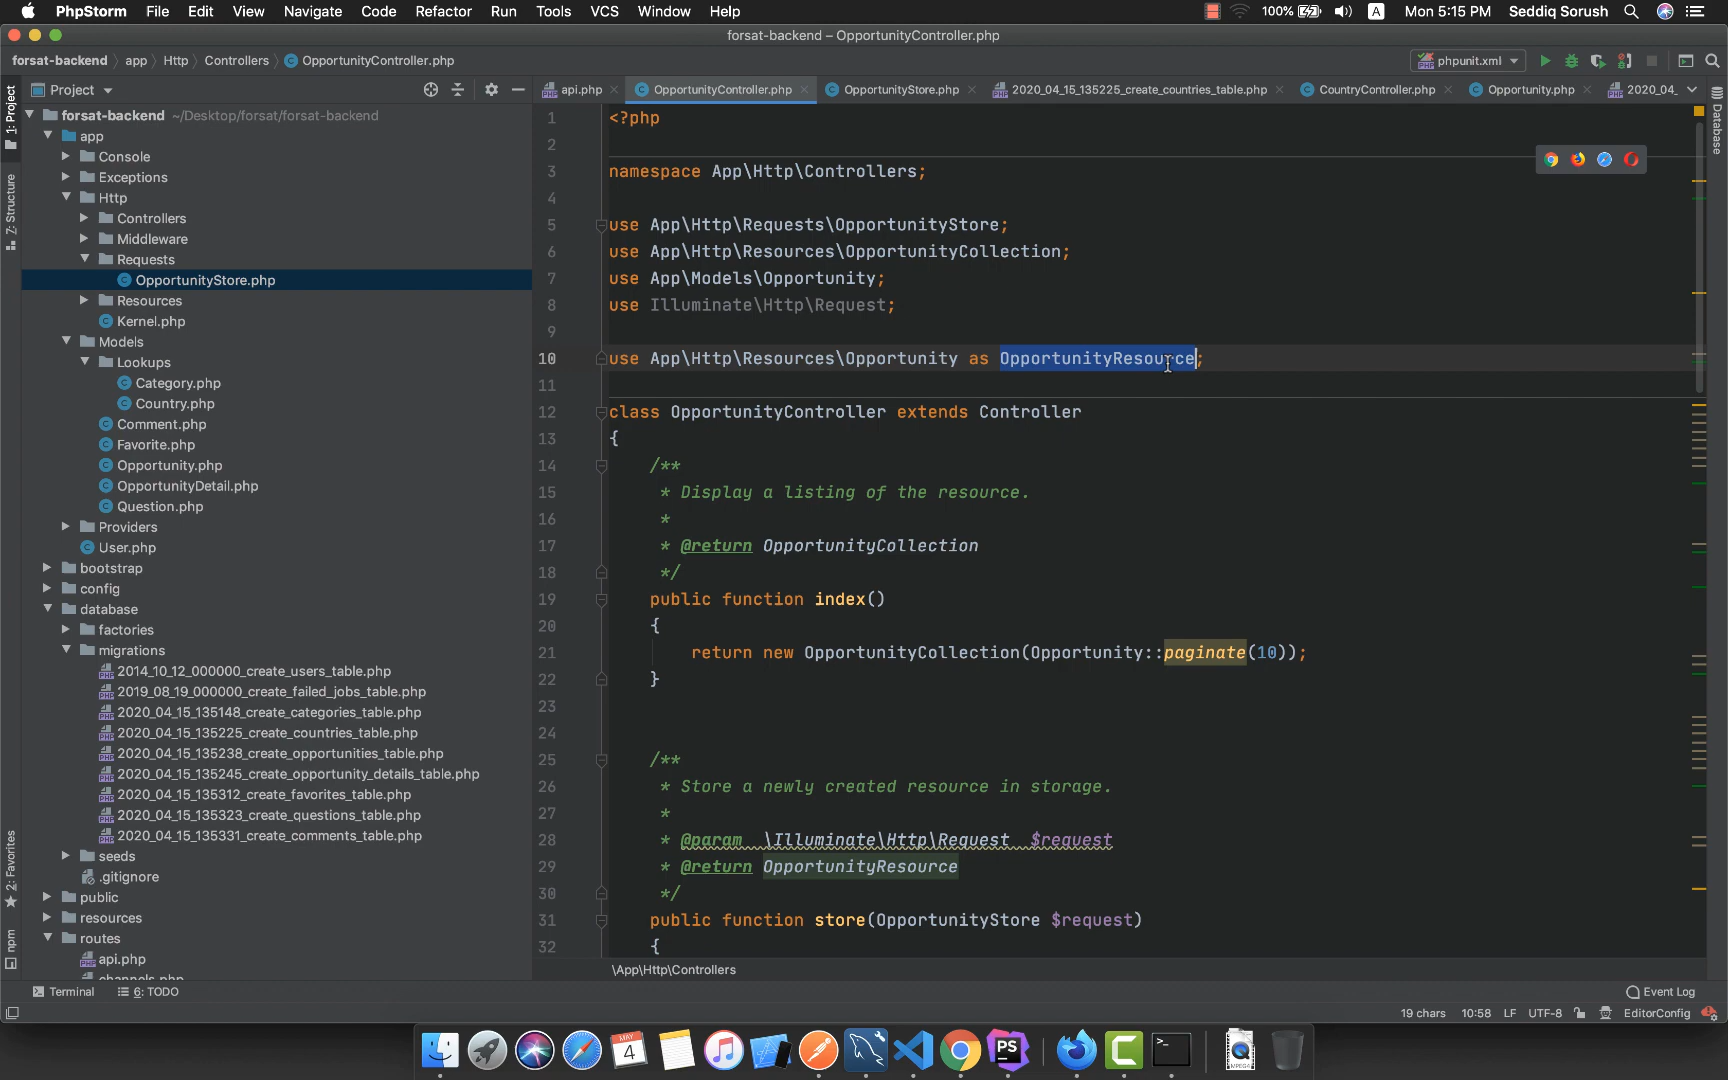 PhpStorm File Edit View Navigate Code Refactor Run Tools VCS Window Help 100% A Mon 5:15 PM Seddiq Sorush
forsat-backend – OpportunityController.php
forsat-backend app Http Controllers OpportunityController.php phpunit.xml
Project
api.php OpportunityController.php OpportunityStore.php 2020_04_15_135225_create_countries_table.php CountryController.php Opportunity.php 2020_04_
1: Project
Z: Structure
2: Favorites
npm
Database
forsat-backend ~/Desktop/forsat/forsat-backend
app
Console
Exceptions
Http
Controllers
Middleware
Requests
OpportunityStore.php
Resources
Kernel.php
Models
Lookups
Category.php
Country.php
Comment.php
Favorite.php
Opportunity.php
OpportunityDetail.php
Question.php
Providers
User.php
bootstrap
config
database
factories
migrations
2014_10_12_000000_create_users_table.php
2019_08_19_000000_create_failed_jobs_table.php
2020_04_15_135148_create_categories_table.php
2020_04_15_135225_create_countries_table.php
2020_04_15_135238_create_opportunities_table.php
2020_04_15_135245_create_opportunity_details_table.php
2020_04_15_135312_create_favorites_table.php
2020_04_15_135323_create_questions_table.php
2020_04_15_135331_create_comments_table.php
seeds
.gitignore
public
resources
routes
api.php
channels.php
1 <?php
2
3 namespace App\Http\Controllers;
4
5 use App\Http\Requests\OpportunityStore;
6 use App\Http\Resources\OpportunityCollection;
7 use App\Models\Opportunity;
8 use Illuminate\Http\Request;
9
10 use App\Http\Resources\Opportunity as OpportunityResource;
11
12 class OpportunityController extends Controller
13 {
14 /**
15 * Display a listing of the resource.
16 *
17 * @return OpportunityCollection
18 */
19 public function index()
20 {
21 return new OpportunityCollection(Opportunity::paginate(10));
22 }
23
24
25 /**
26 * Store a newly created resource in storage.
27 *
28 * @param \Illuminate\Http\Request $request
29 * @return OpportunityResource
30 */
31 public function store(OpportunityStore $request)
32 {
\App\Http\Controllers
Terminal 6: TODO Event Log
19 chars 10:58 LF UTF-8 EditorConfig
MAY
4
PS